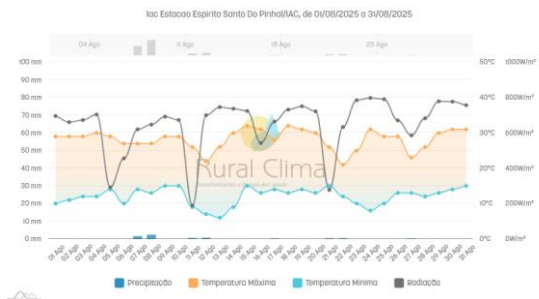 Iac Estacao Espirito Santo Do Pinhal/IAC, de 01/08/2025 a 31/08/2025
04 Ago 11 Ago 18 Ago 25 Ago
100 mm 50°C 1000W/m²
90 mm
80 mm 40°C 800W/m²
70 mm
60 mm 30°C 600W/m²
50 mm
40 mm 20°C 400W/m²
30 mm
20 mm 10°C 200W/m²
10 mm
0 mm 0°C 0W/m²
Rural Clima
01 Ago 02 Ago 03 Ago 04 Ago 05 Ago 06 Ago 07 Ago 08 Ago 09 Ago 10 Ago 11 Ago 12 Ago 13 Ago 14 Ago 15 Ago 16 Ago 17 Ago 18 Ago 19 Ago 20 Ago 21 Ago 22 Ago 23 Ago 24 Ago 25 Ago 26 Ago 27 Ago 28 Ago 29 Ago 30 Ago 31 Ago
Precipitação Temperatura Máxima Temperatura Mínima Radiação